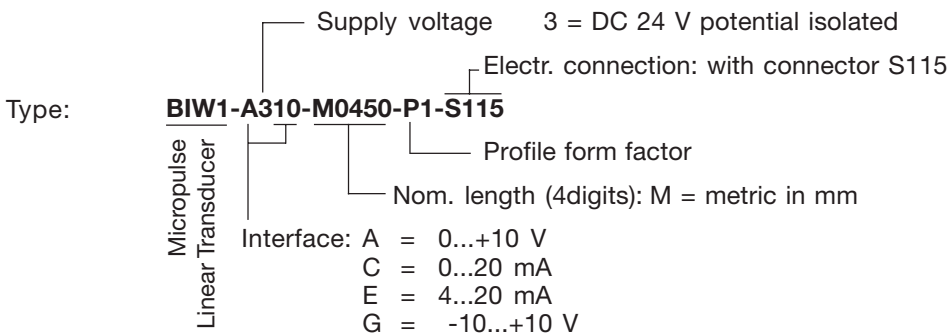 Supply voltage 3 = DC 24 V potential isolated
Electr. connection: with connector S115
Type: BIW1-A310-M0450-P1-S115
Profile form factor
Nom. length (4digits): M = metric in mm
Micropulse
Linear Transducer
Interface: A = 0...+10 V
C = 0...20 mA
E = 4...20 mA
G = -10...+10 V